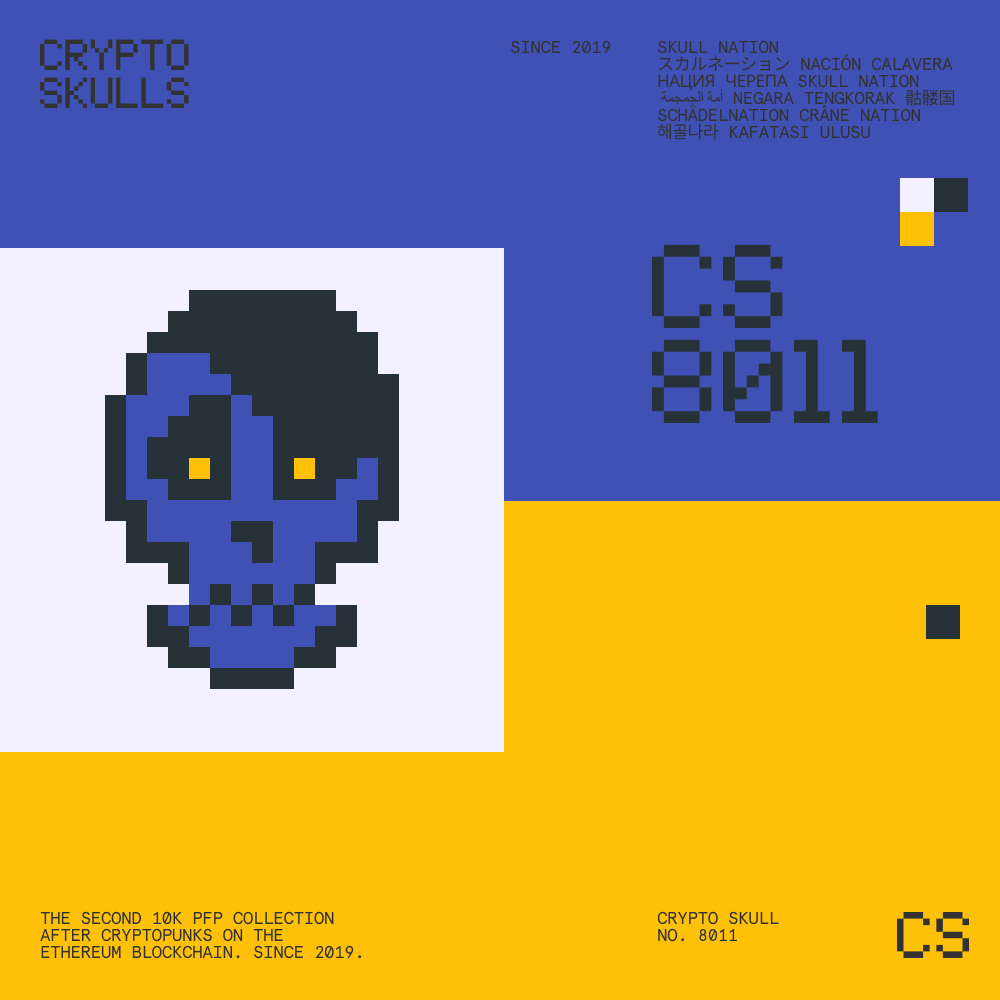 CRYPTO
SKULLS
SINCE 2019
SKULL NATION
スカルネーション NACIÓN CALAVERA
НАЦИЯ ЧЕРЕПА SKULL NATION
أمة الجمجمة NEGARA TENGKORAK 骷髅国
SCHÄDELNATION CRÂNE NATION
해골나라 KAFATASI ULUSU
CS
8011
THE SECOND 10K PFP COLLECTION
AFTER CRYPTOPUNKS ON THE
ETHEREUM BLOCKCHAIN. SINCE 2019.
CRYPTO SKULL
NO. 8011
CS